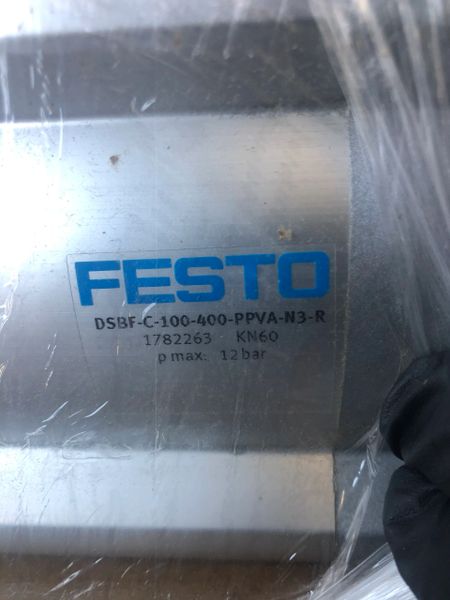 FESTO
DSBF-C-100-400-PPVA-N3-R
1782263 KN60
p max: 12 bar